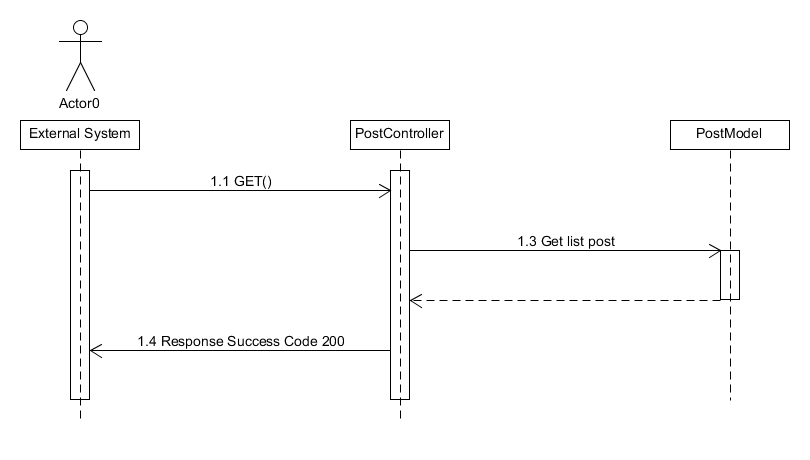 Actor0
External System
PostController
PostModel
1.1 GET()
1.3 Get list post
1.4 Response Success Code 200